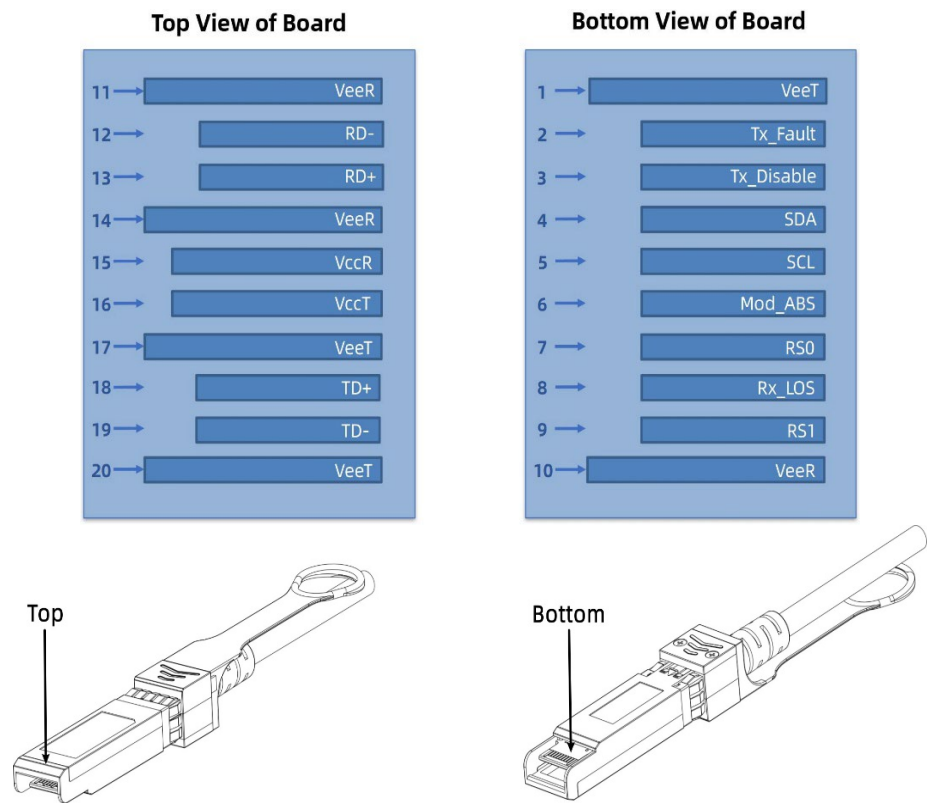 Top View of Board
11 VeeR
12 RD-
13 RD+
14 VeeR
15 VccR
16 VccT
17 VeeT
18 TD+
19 TD-
20 VeeT
Top
Bottom View of Board
1 VeeT
2 Tx_Fault
3 Tx_Disable
4 SDA
5 SCL
6 Mod_ABS
7 RS0
8 Rx_LOS
9 RS1
10 VeeR
Bottom